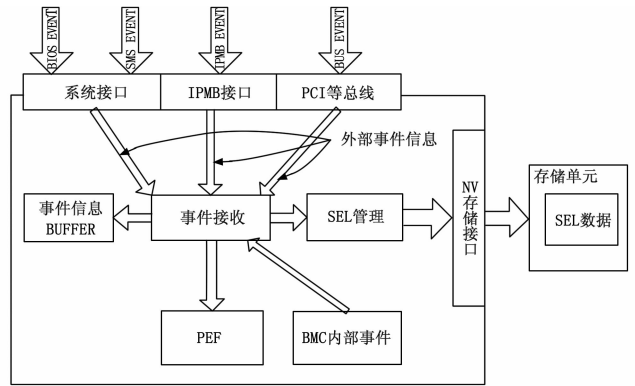 BIOS EVENT
SMS EVENT
IPMB EVENT
BUS EVENT
系统接口
IPMB接口
PCI等总线
外部事件信息
事件信息
BUFFER
事件接收
SEL管理
NV存储接口
存储单元
SEL数据
PEF
BMC内部事件